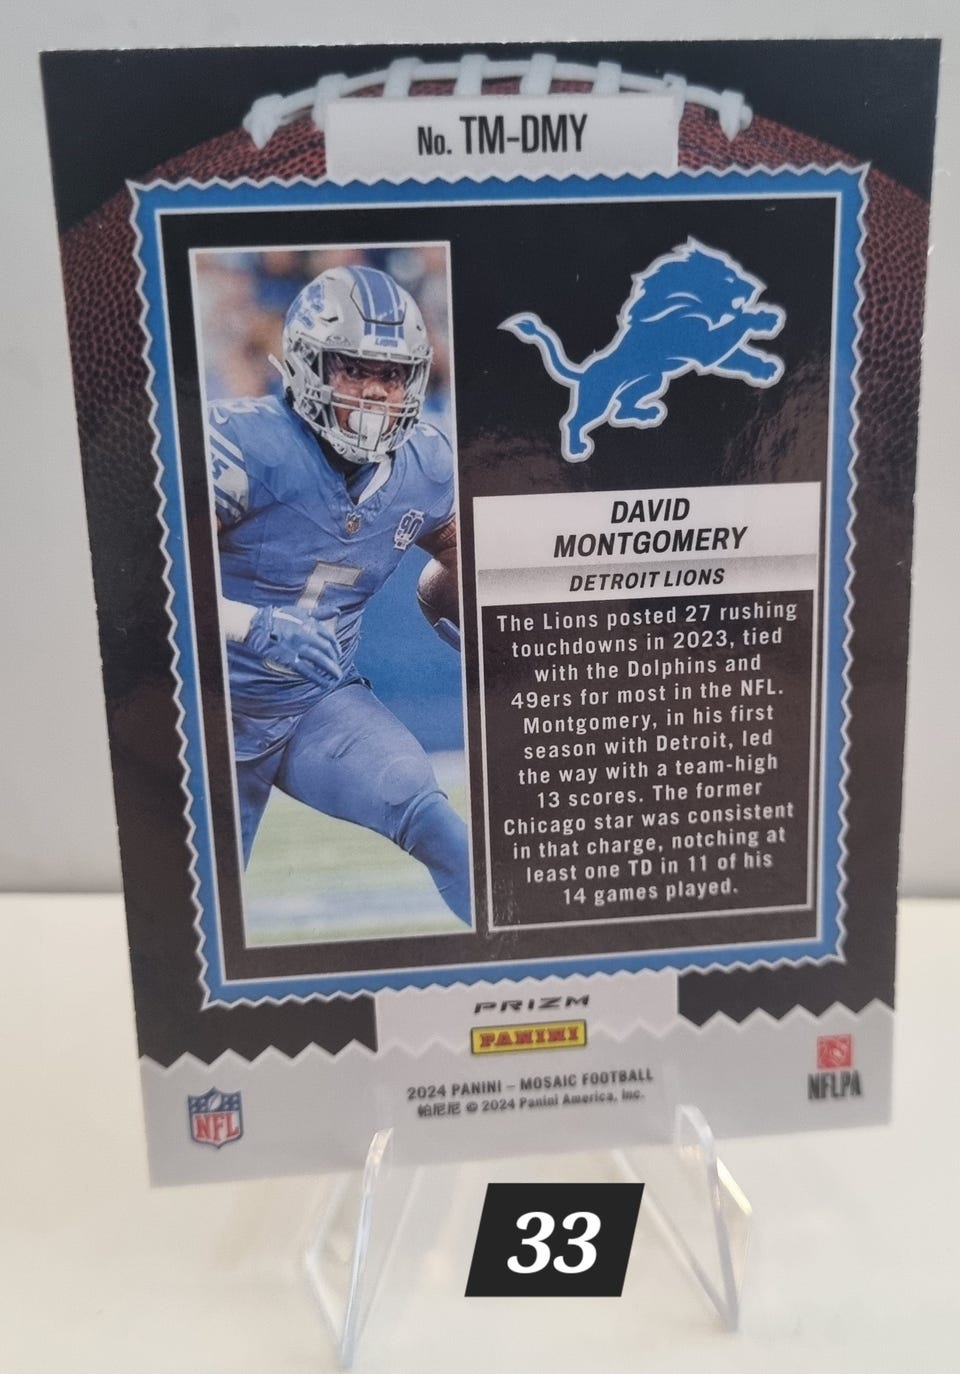 No. TM-DMY
LIONS
5
90
5
DAVID
MONTGOMERY
DETROIT LIONS
The Lions posted 27 rushing
touchdowns in 2023, tied
with the Dolphins and
49ers for most in the NFL.
Montgomery, in his first
season with Detroit, led
the way with a team-high
13 scores. The former
Chicago star was consistent
in that charge, notching at
least one TD in 11 of his
14 games played.
PRIZM
PANINI
2024 PANINI – MOSAIC FOOTBALL
帕尼尼 © 2024 Panini America, Inc.
NFL
NFLPA
33